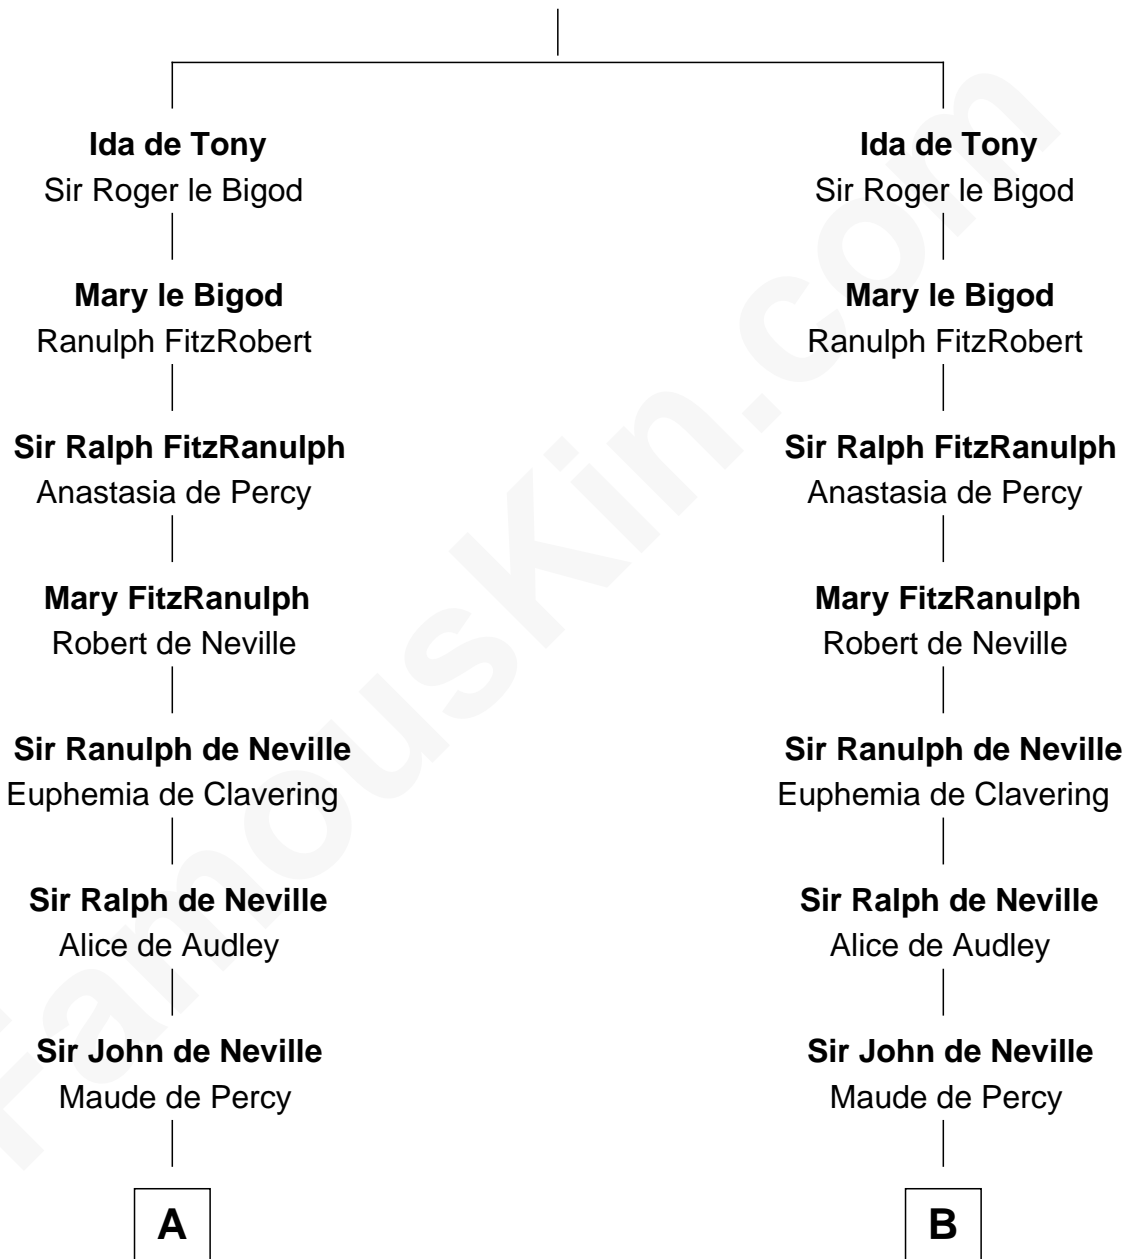 Ida de Tony
Sir Roger le Bigod
Mary le Bigod
Ranulph FitzRobert
Sir Ralph FitzRanulph
Anastasia de Percy
Mary FitzRanulph
Robert de Neville
Sir Ranulph de Neville
Euphemia de Clavering
Sir Ralph de Neville
Alice de Audley
Sir John de Neville
Maude de Percy
A
Ida de Tony
Sir Roger le Bigod
Mary le Bigod
Ranulph FitzRobert
Sir Ralph FitzRanulph
Anastasia de Percy
Mary FitzRanulph
Robert de Neville
Sir Ranulph de Neville
Euphemia de Clavering
Sir Ralph de Neville
Alice de Audley
Sir John de Neville
Maude de Percy
B
FamousKin.com